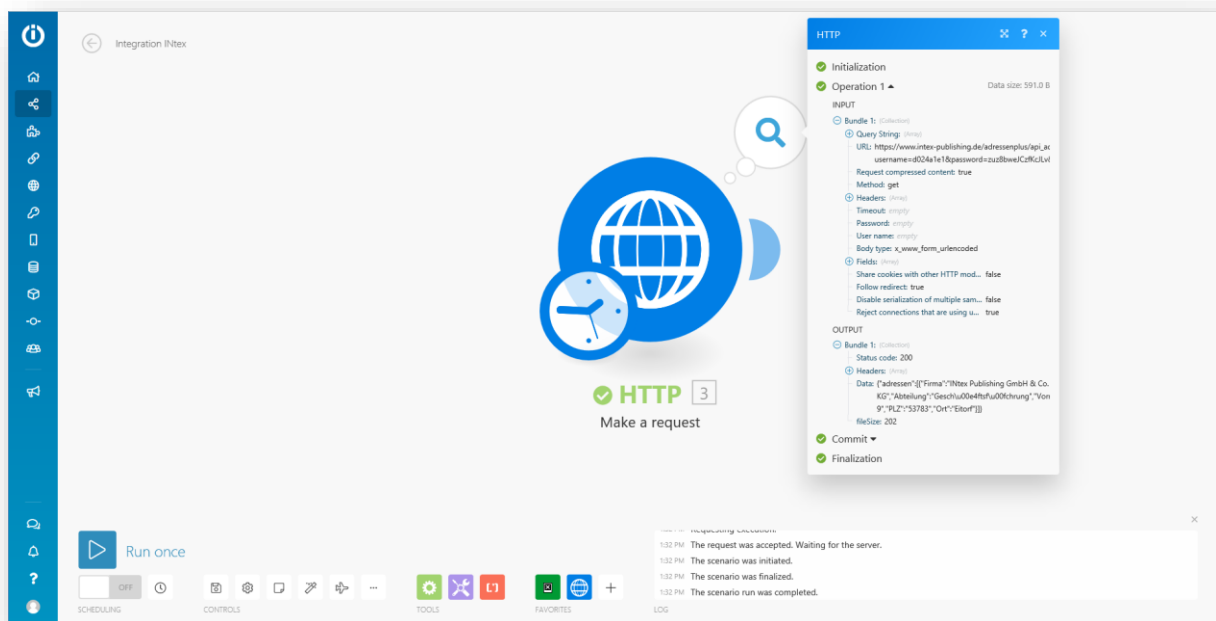 Integration INtex
HTTP
?
Initialization
Operation 1
Data size: 591.0 B
INPUT
Bundle 1: (Collection)
Query String: (Array)
URL: https://www.intex-publishing.de/adressenplus/api_ac
username=d024a1e1&password=zuz8bweJCzfKcJLv&
Request compressed content: true
Method: get
Headers: (Array)
Timeout: empty
Password: empty
User name: empty
Body type: x_www_form_urlencoded
Fields: (Array)
Share cookies with other HTTP mod... false
Follow redirect: true
Disable serialization of multiple sam... false
Reject connections that are using u... true
OUTPUT
Bundle 1: (Collection)
Status code: 200
Headers: (Array)
Data: {"adressen":[{"Firma":"INtex Publishing GmbH & Co.
KG","Abteilung":"Gesch\u00e4ftsf\u00fchrung","Vorn
9","PLZ":"53783","Ort":"Eitorf"}]}
fileSize: 202
Commit
Finalization
HTTP 3
Make a request
Run once
OFF
SCHEDULING
CONTROLS
TOOLS
FAVORITES
LOG
1:32 PM The request was accepted. Waiting for the server.
1:32 PM The scenario was initiated.
1:32 PM The scenario was finalized.
1:32 PM The scenario run was completed.
?